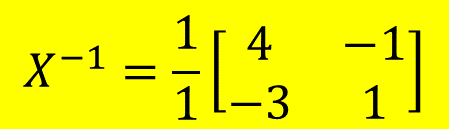 X⁻¹ = 1/1 [4 −1
−3 1]